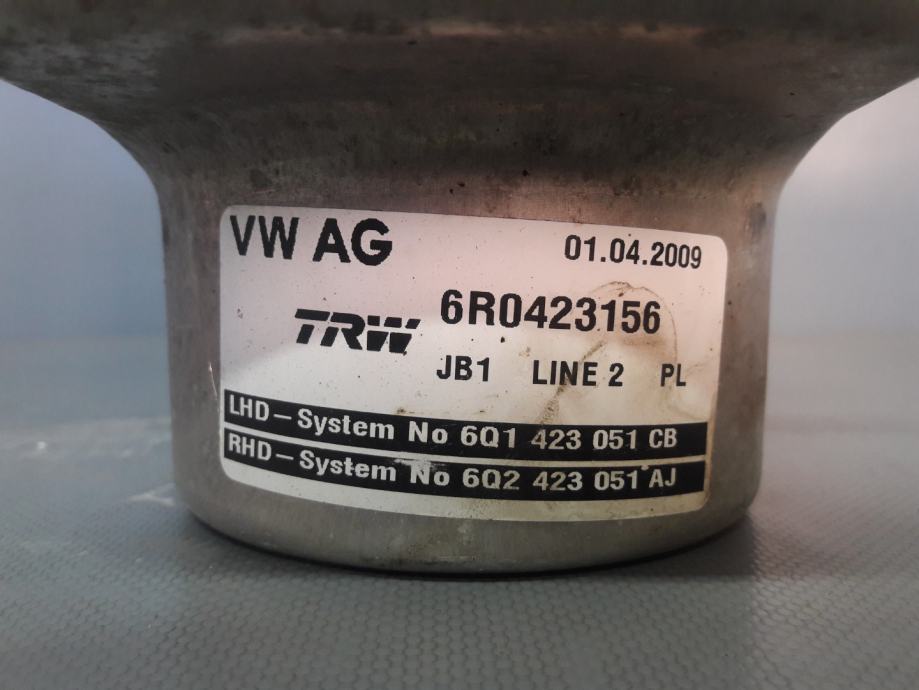 VW AG 01.04.2009
TRW 6R0423156
JB1 LINE 2 PL
LHD – System No 6Q1 423 051 CB
RHD – System No 6Q2 423 051 AJ